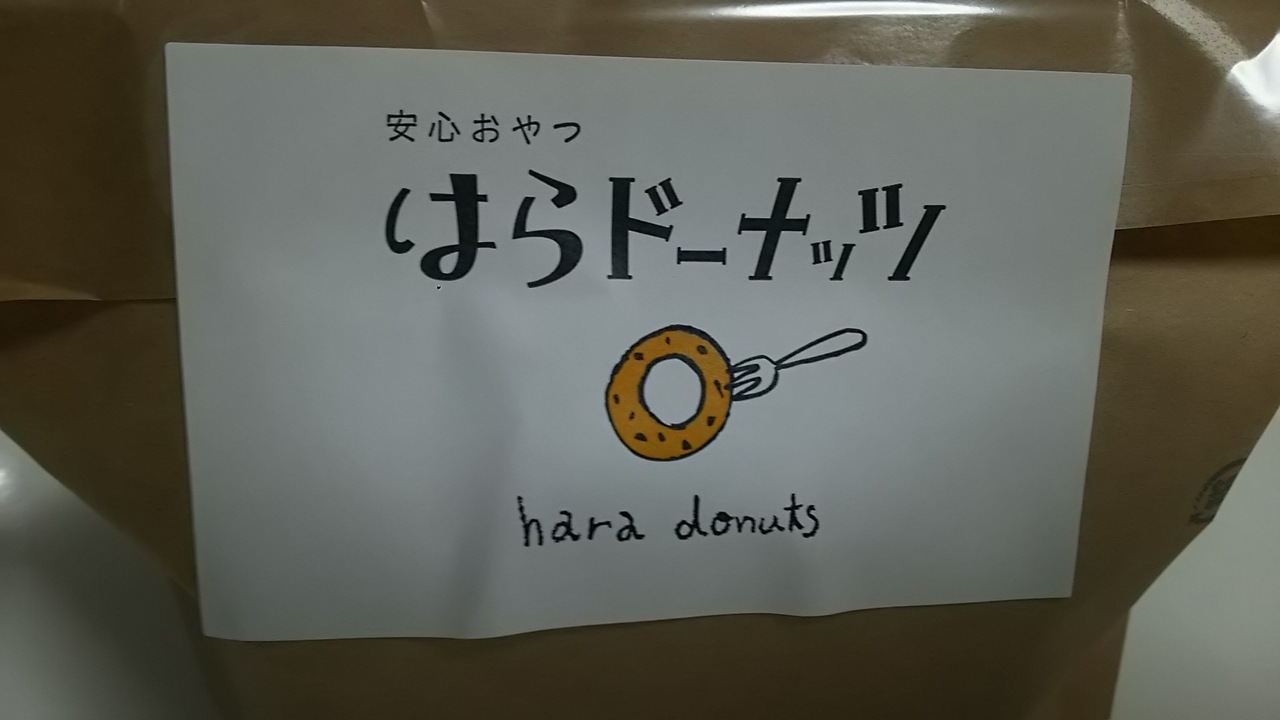 安心おやつ
はらドーナッツ
hara donuts